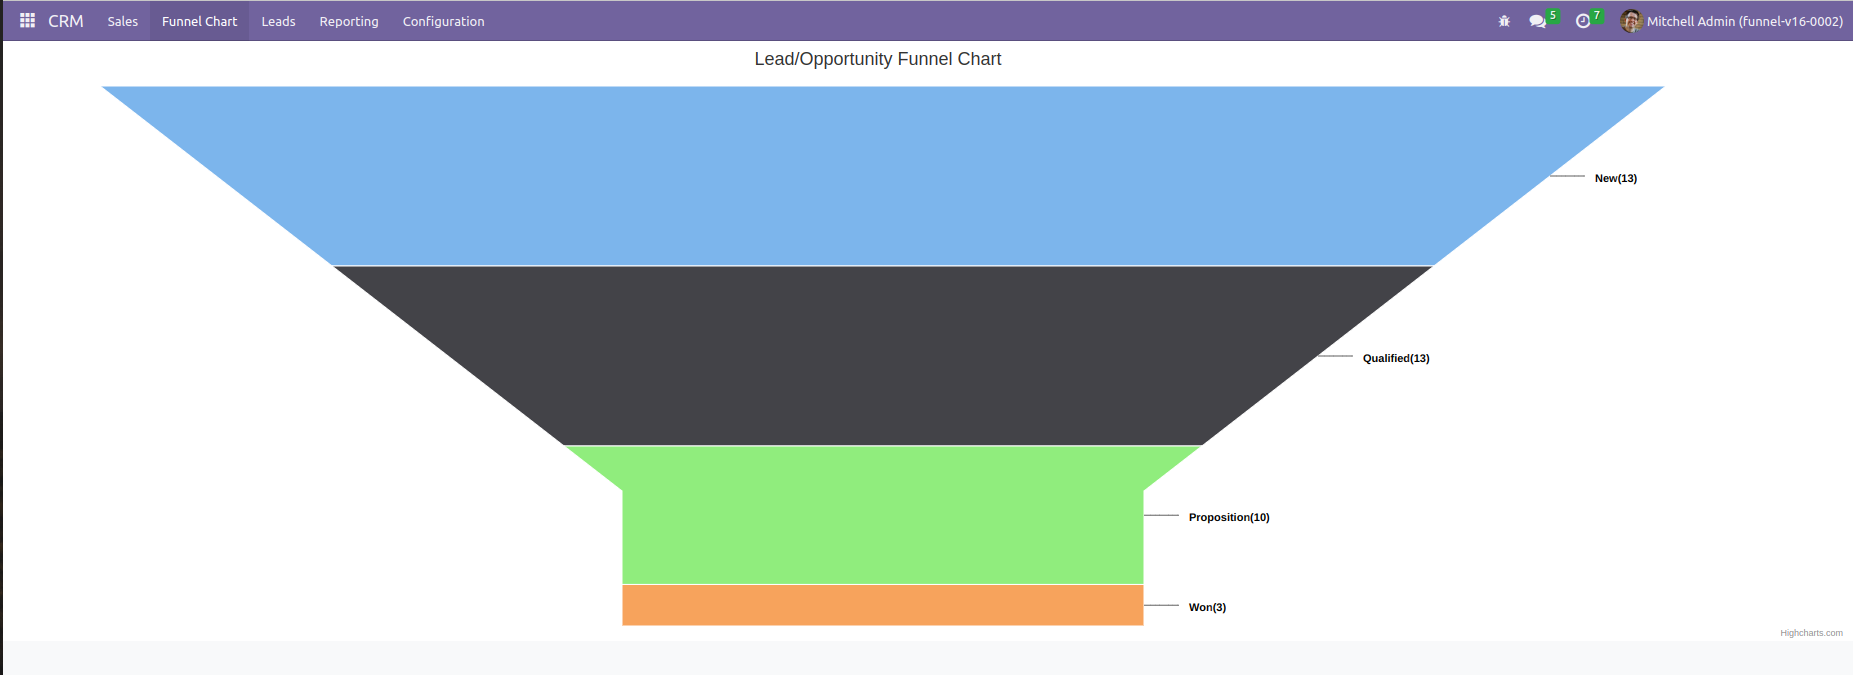 CRM Sales Funnel Chart Leads Reporting Configuration 5 7 Mitchell Admin (funnel-v16-0002)
Lead/Opportunity Funnel Chart
New(13)
Qualified(13)
Proposition(10)
Won(3)
Highcharts.com